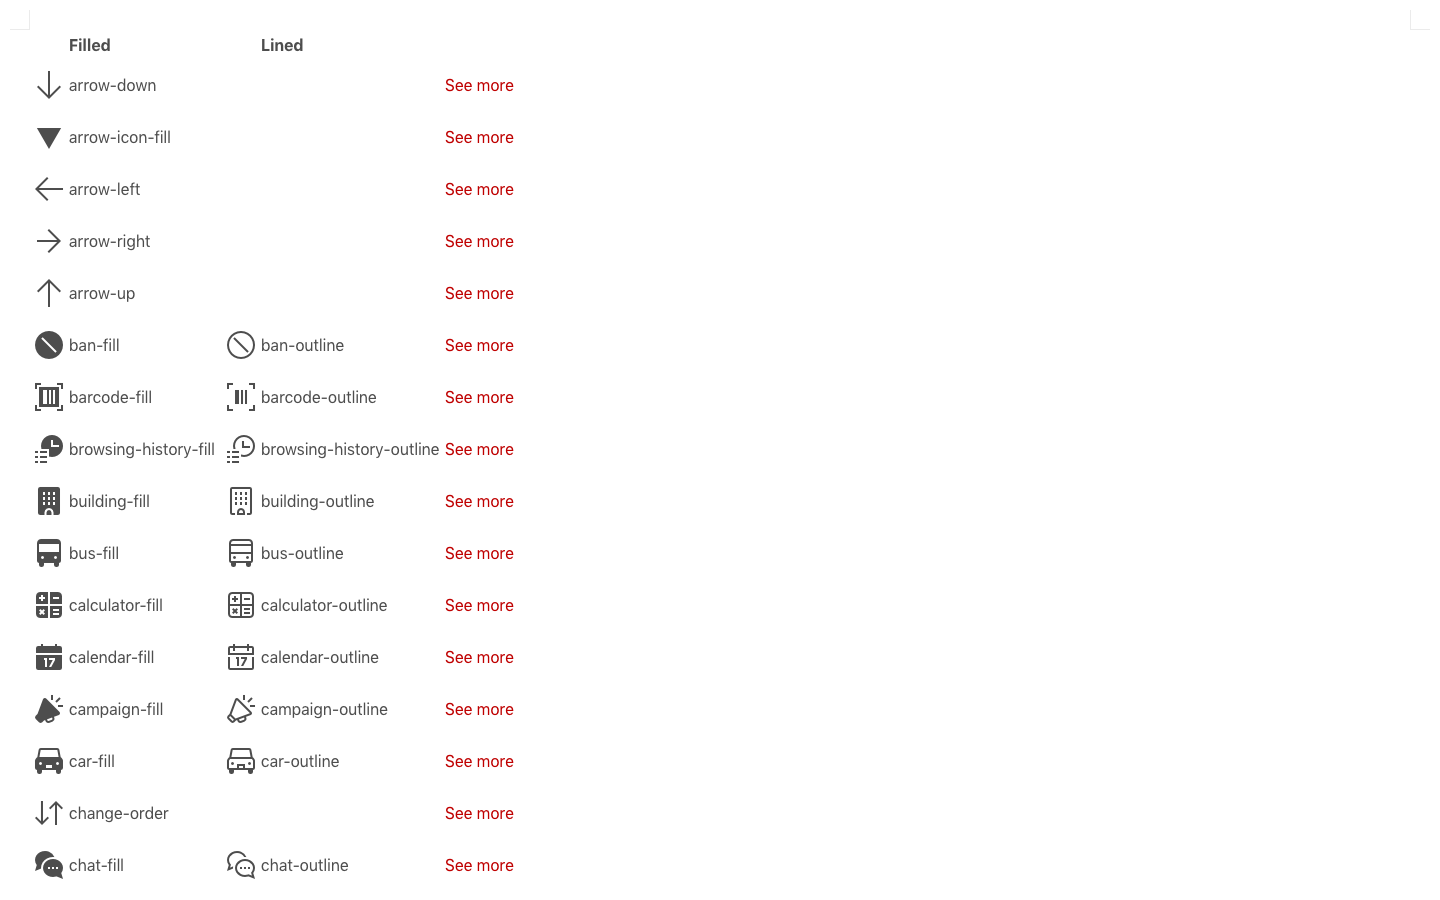 Filled Lined
arrow-down See more
arrow-icon-fill See more
arrow-left See more
arrow-right See more
arrow-up See more
ban-fill ban-outline See more
barcode-fill barcode-outline See more
browsing-history-fill browsing-history-outline See more
building-fill building-outline See more
bus-fill bus-outline See more
calculator-fill calculator-outline See more
17 calendar-fill 17 calendar-outline See more
campaign-fill campaign-outline See more
car-fill car-outline See more
change-order See more
chat-fill chat-outline See more